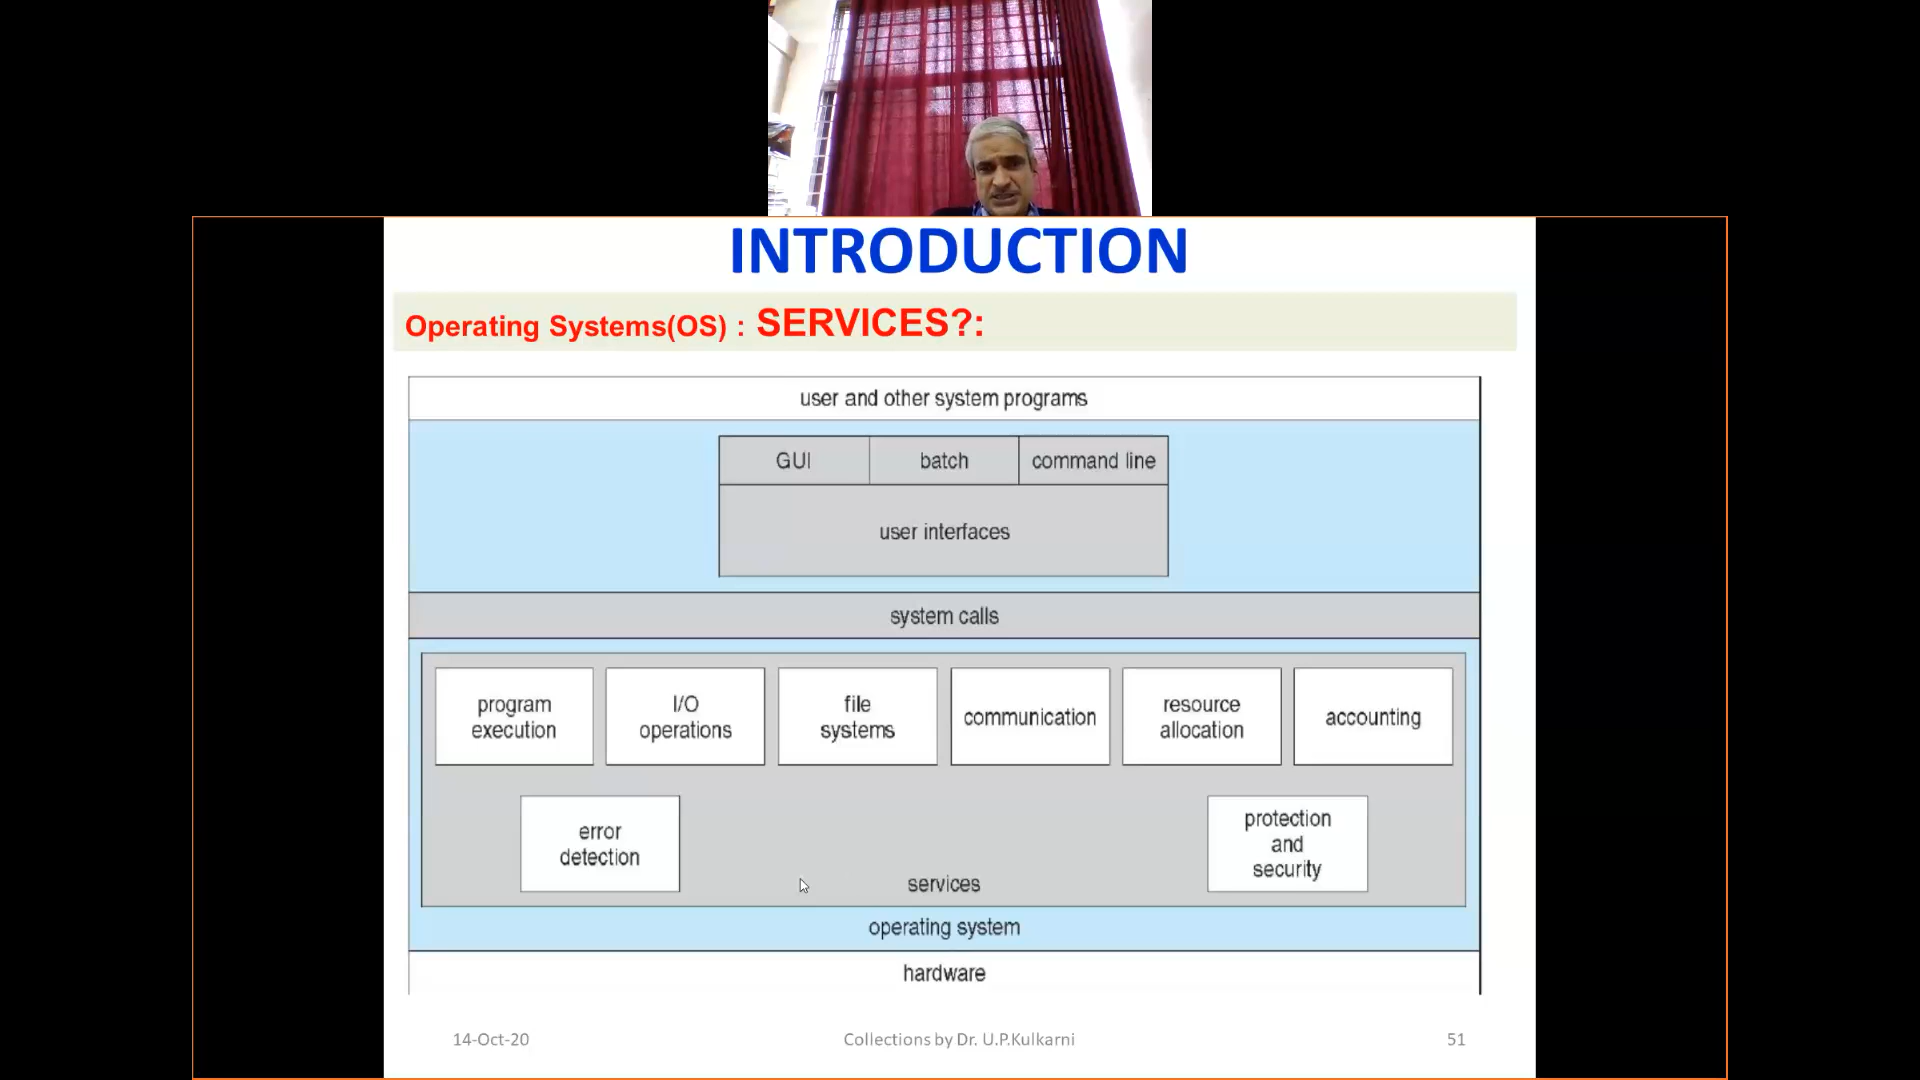 INTRODUCTION
Operating Systems(OS) : SERVICES?:
user and other system programs
GUI
batch
command line
user interfaces
system calls
program
execution
I/O
operations
file
systems
communication
resource
allocation
accounting
error
detection
protection
and
security
services
operating system
hardware
14-Oct-20
Collections by Dr. U.P.Kulkarni
51